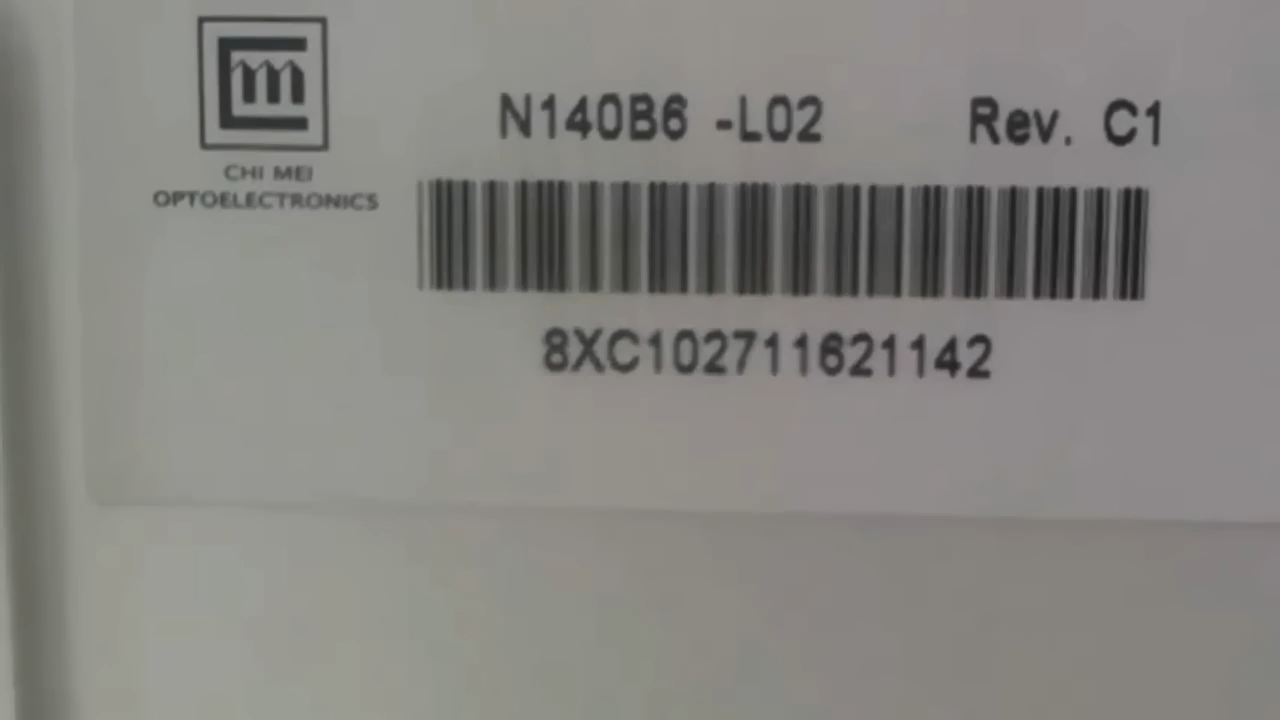 N140B6 -L02 Rev. C1
CHI MEI
OPTOELECTRONICS
8XC102711621142